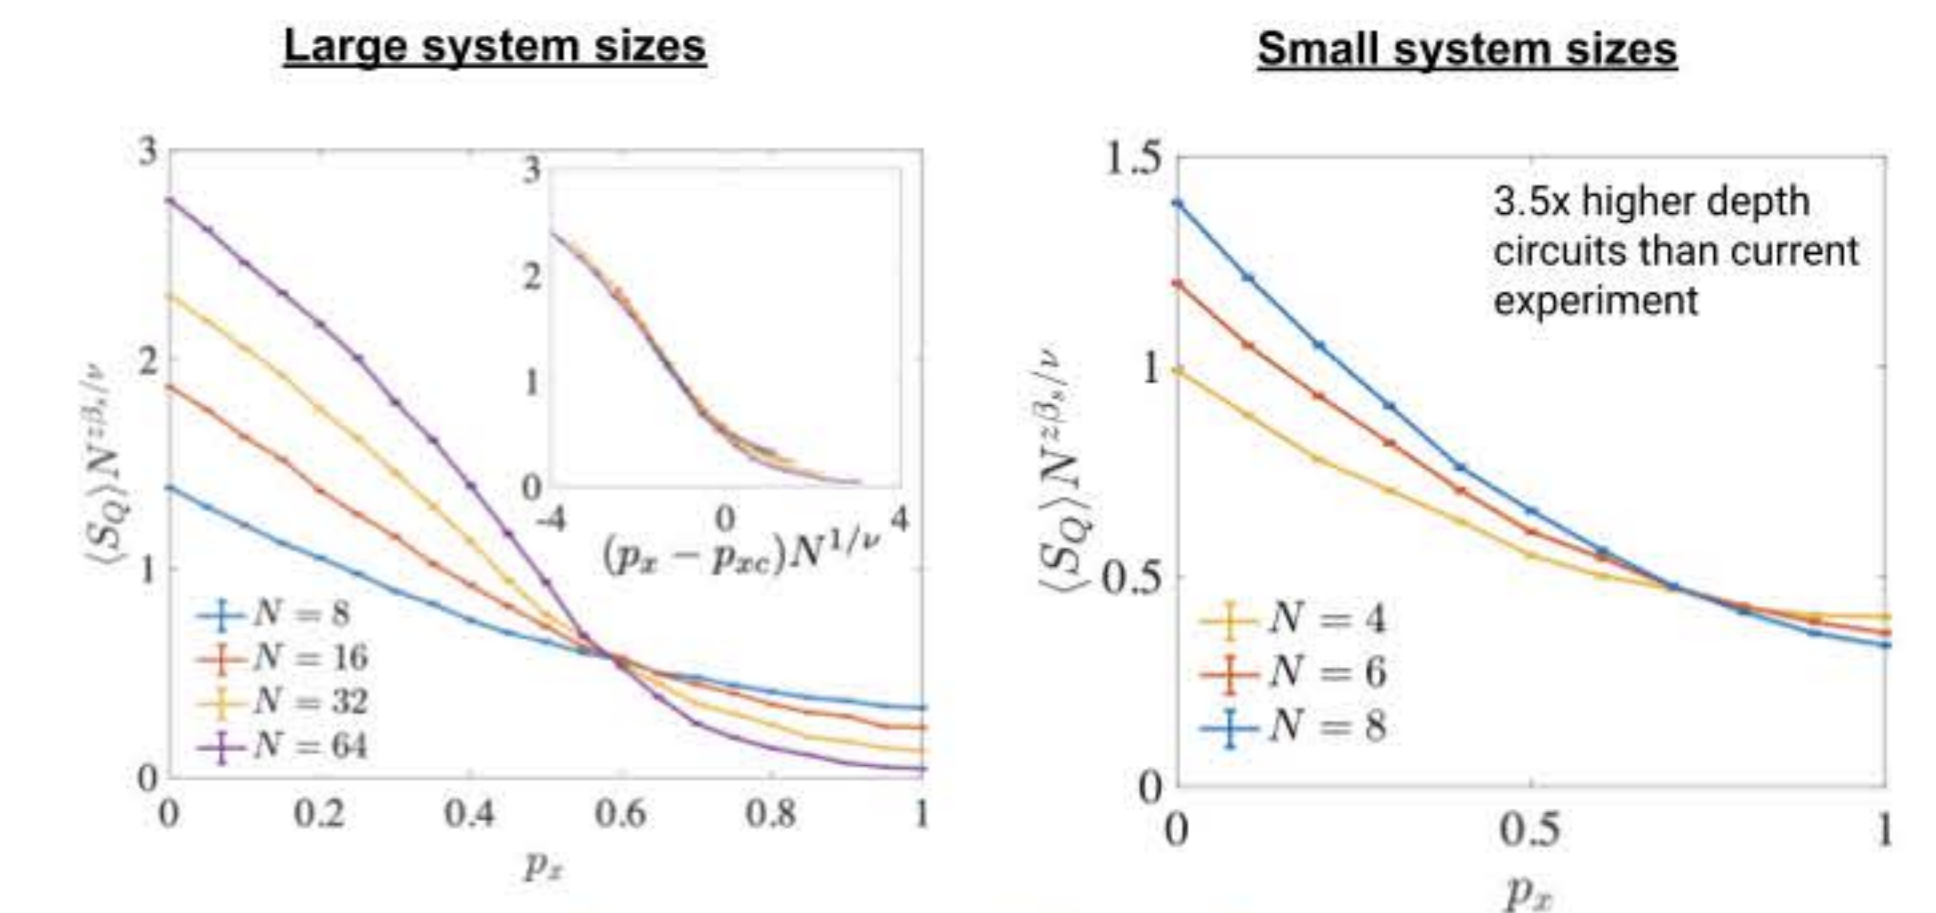 Large system sizes
3
2
1
0
0
0.2
0.4
0.6
0.8
1
⟨S_Q⟩N^{zβ_s/ν}
p_x
N = 8
N = 16
N = 32
N = 64
3
2
1
0
-4
0
4
(p_x − p_{xc})N^{1/ν}
Small system sizes
1.5
1
0.5
0
0
0.5
1
⟨S_Q⟩N^{zβ_s/ν}
p_x
3.5x higher depth
circuits than current
experiment
N = 4
N = 6
N = 8